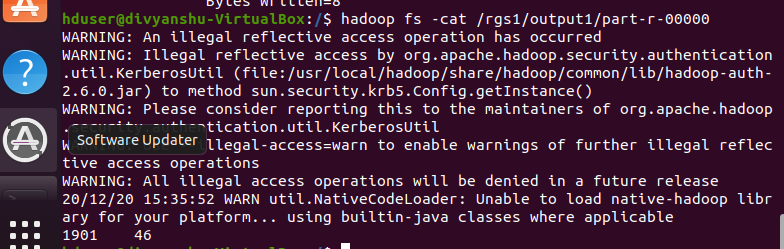 Bytes Written=8
hduser@divyanshu-VirtualBox:/$ hadoop fs -cat /rgs1/output1/part-r-00000
WARNING: An illegal reflective access operation has occurred
WARNING: Illegal reflective access by org.apache.hadoop.security.authentication
.util.KerberosUtil (file:/usr/local/hadoop/share/hadoop/common/lib/hadoop-auth-
2.6.0.jar) to method sun.security.krb5.Config.getInstance()
WARNING: Please consider reporting this to the maintainers of org.apache.hadoop
.security.authentication.util.KerberosUtil
Software Updater
illegal-access=warn to enable warnings of further illegal reflec
tive access operations
WARNING: All illegal access operations will be denied in a future release
20/12/20 15:35:52 WARN util.NativeCodeLoader: Unable to load native-hadoop libr
ary for your platform... using builtin-java classes where applicable
1901 46
hduser@divyanshu-VirtualBox:/$